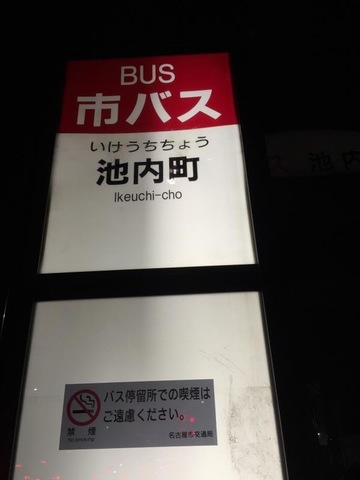 BUS
市バス
いけうちちょう
池内町
Ikeuchi-cho
池内
バス停留所での喫煙は
ご遠慮ください。
禁煙
No smoking
名古屋市交通局